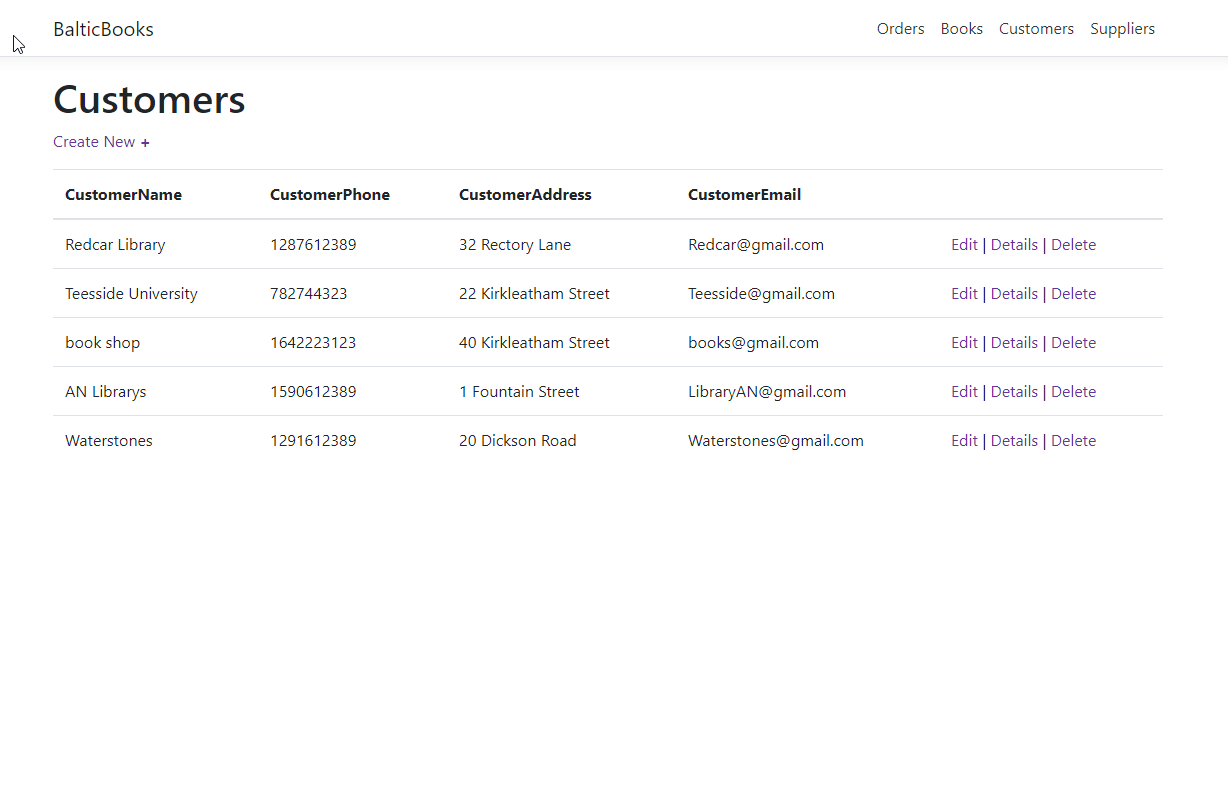 BalticBooks Orders Books Customers Suppliers
Customers
Create New +
CustomerName CustomerPhone CustomerAddress CustomerEmail
Redcar Library 1287612389 32 Rectory Lane Redcar@gmail.com Edit | Details | Delete
Teesside University 782744323 22 Kirkleatham Street Teesside@gmail.com Edit | Details | Delete
book shop 1642223123 40 Kirkleatham Street books@gmail.com Edit | Details | Delete
AN Librarys 1590612389 1 Fountain Street LibraryAN@gmail.com Edit | Details | Delete
Waterstones 1291612389 20 Dickson Road Waterstones@gmail.com Edit | Details | Delete